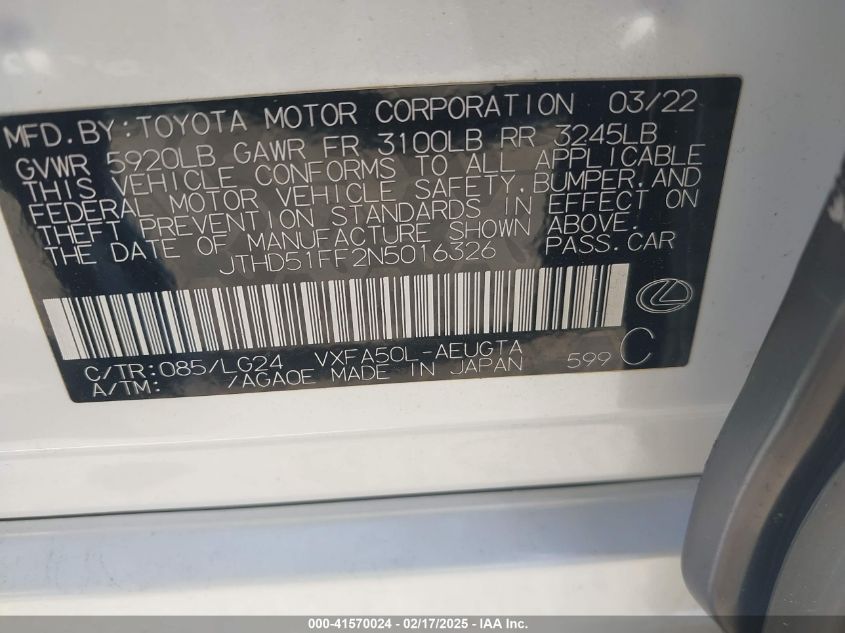 MFD. BY: TOYOTA MOTOR CORPORATION 03/22
GVWR 5920LB GAWR FR 3100LB RR 3245LB
THIS VEHICLE CONFORMS TO ALL APPLICABLE
FEDERAL MOTOR VEHICLE SAFETY, BUMPER, AND
THEFT PREVENTION STANDARDS IN EFFECT ON
THE DATE OF MANUFACTURE SHOWN ABOVE.
JTHD51FF2N5016326 PASS.CAR
C/TR: 085/LG24 VXFA50L-AEUGTA 599 C
A/TM: /AGA0E MADE IN JAPAN
000-41570024 - 02/17/2025 - IAA Inc.